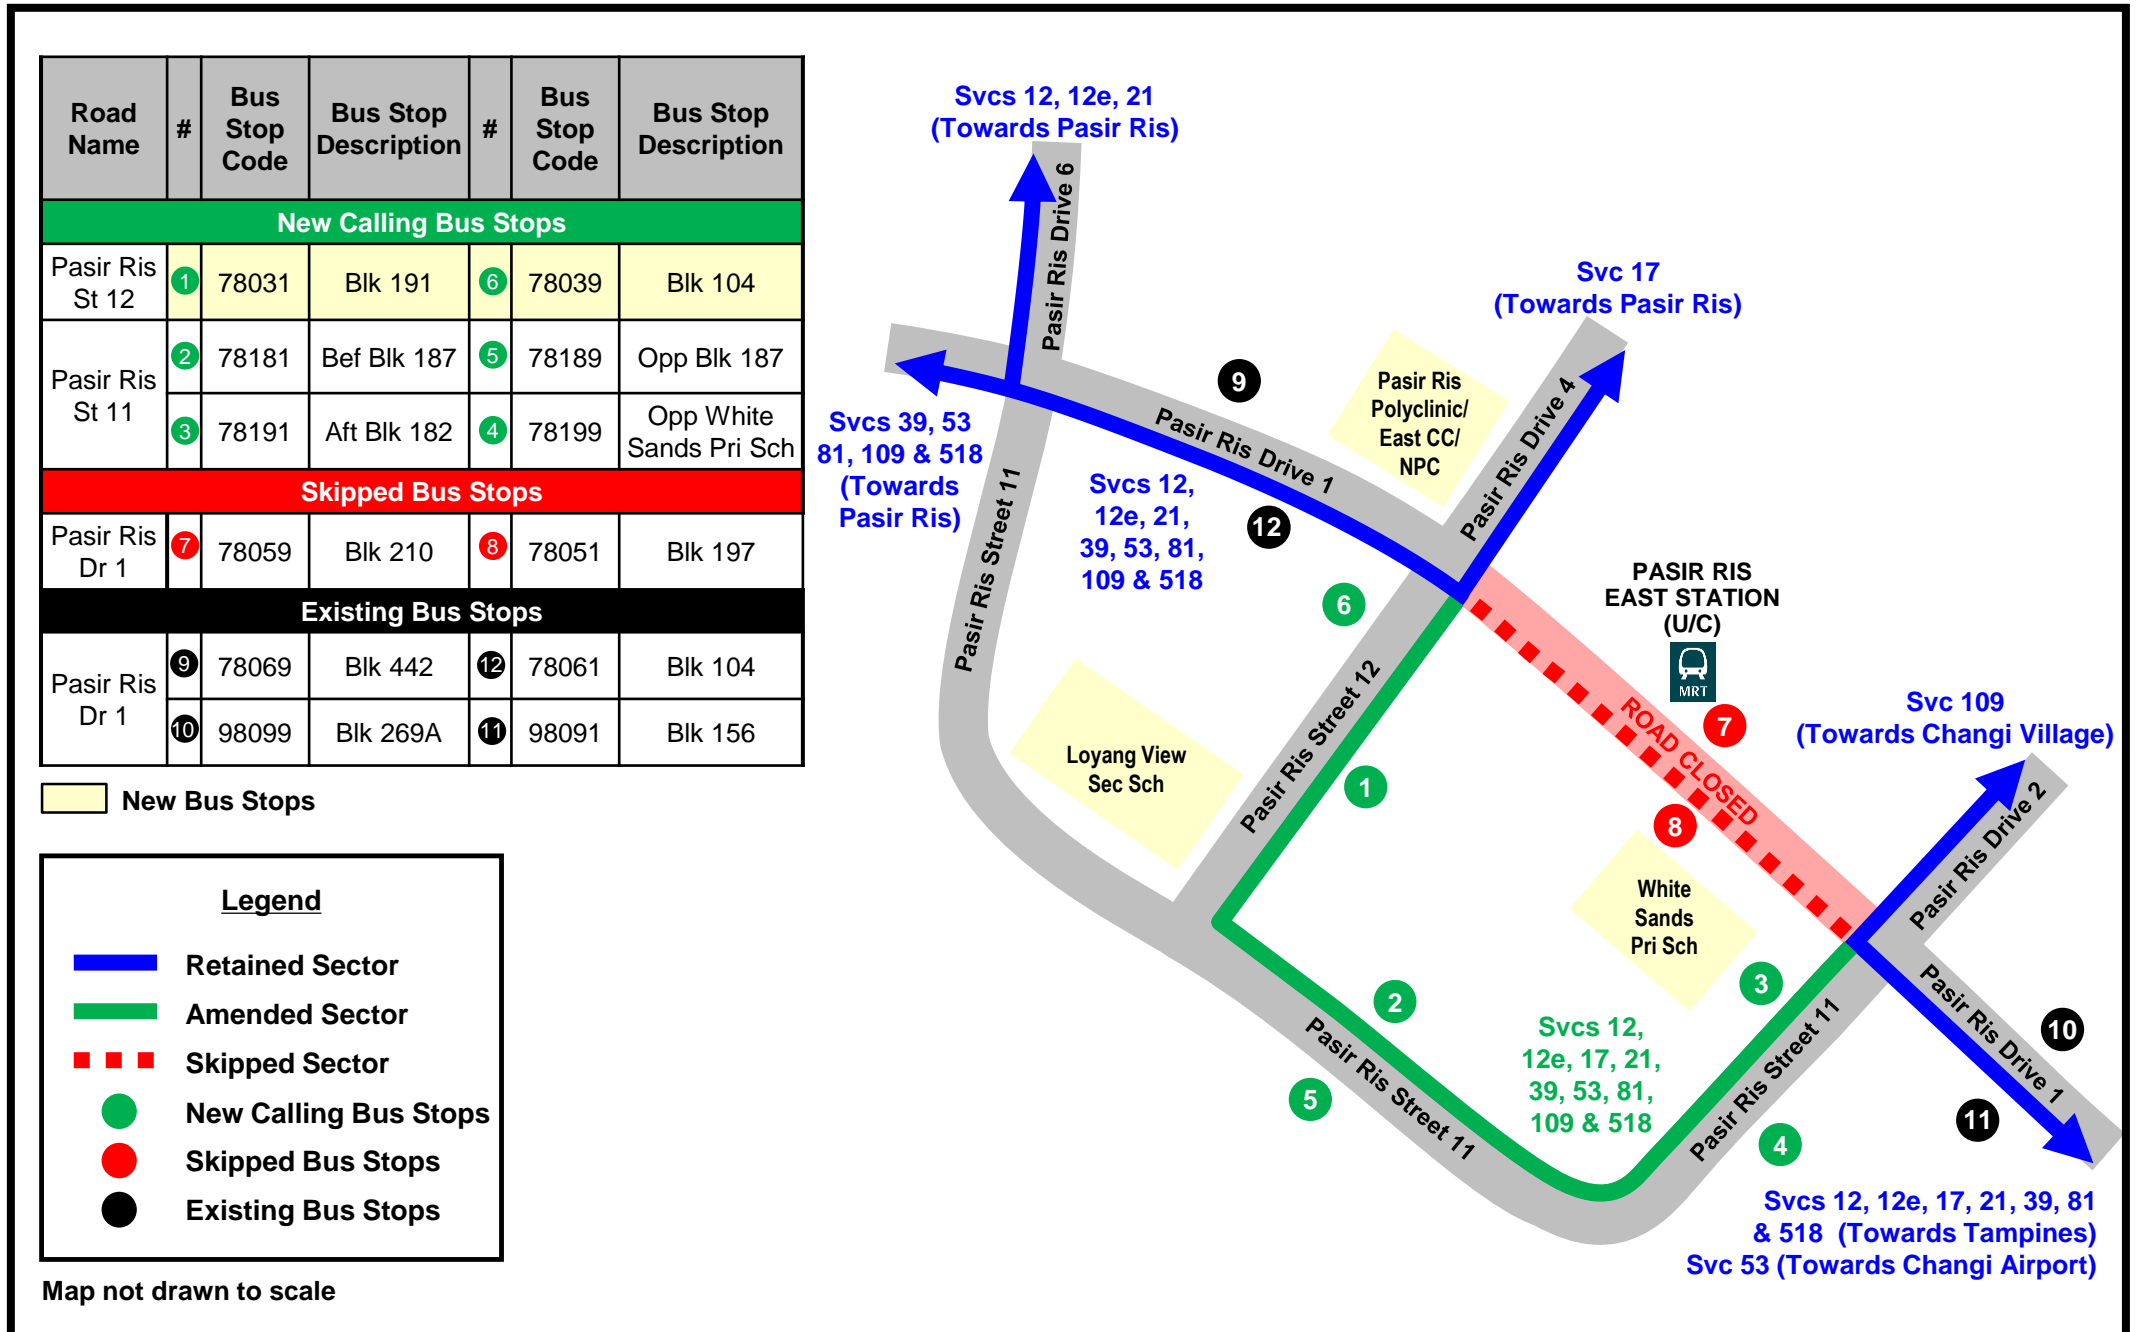 Road Name
#
Bus Stop Code
Bus Stop Description
#
Bus Stop Code
Bus Stop Description
New Calling Bus Stops
Pasir Ris St 12
1
78031
Blk 191
6
78039
Blk 104
Pasir Ris St 11
2
78181
Bef Blk 187
5
78189
Opp Blk 187
3
78191
Aft Blk 182
4
78199
Opp White Sands Pri Sch
Skipped Bus Stops
Pasir Ris Dr 1
7
78059
Blk 210
8
78051
Blk 197
Existing Bus Stops
Pasir Ris Dr 1
9
78069
Blk 442
12
78061
Blk 104
10
98099
Blk 269A
11
98091
Blk 156
New Bus Stops
Legend
Retained Sector
Amended Sector
Skipped Sector
New Calling Bus Stops
Skipped Bus Stops
Existing Bus Stops
Map not drawn to scale
Svcs 12, 12e, 21
(Towards Pasir Ris)
Pasir Ris Drive 6
Svc 17
(Towards Pasir Ris)
Svcs 39, 53
81, 109 & 518
(Towards
Pasir Ris)
9
Pasir Ris Drive 1
12
Svcs 12,
12e, 21,
39, 53, 81,
109 & 518
Pasir Ris
Polyclinic/
East CC/
NPC
Pasir Ris Drive 4
Pasir Ris Street 11
6
PASIR RIS
EAST STATION
(U/C)
MRT
7
ROAD CLOSED
8
Svc 109
(Towards Changi Village)
Pasir Ris Drive 2
Loyang View
Sec Sch
Pasir Ris Street 12
1
White
Sands
Pri Sch
3
2
5
Pasir Ris Street 11
Svcs 12,
12e, 17, 21,
39, 53, 81,
109 & 518
Pasir Ris Street 11
4
Pasir Ris Drive 1
10
11
Svcs 12, 12e, 17, 21, 39, 81
& 518 (Towards Tampines)
Svc 53 (Towards Changi Airport)